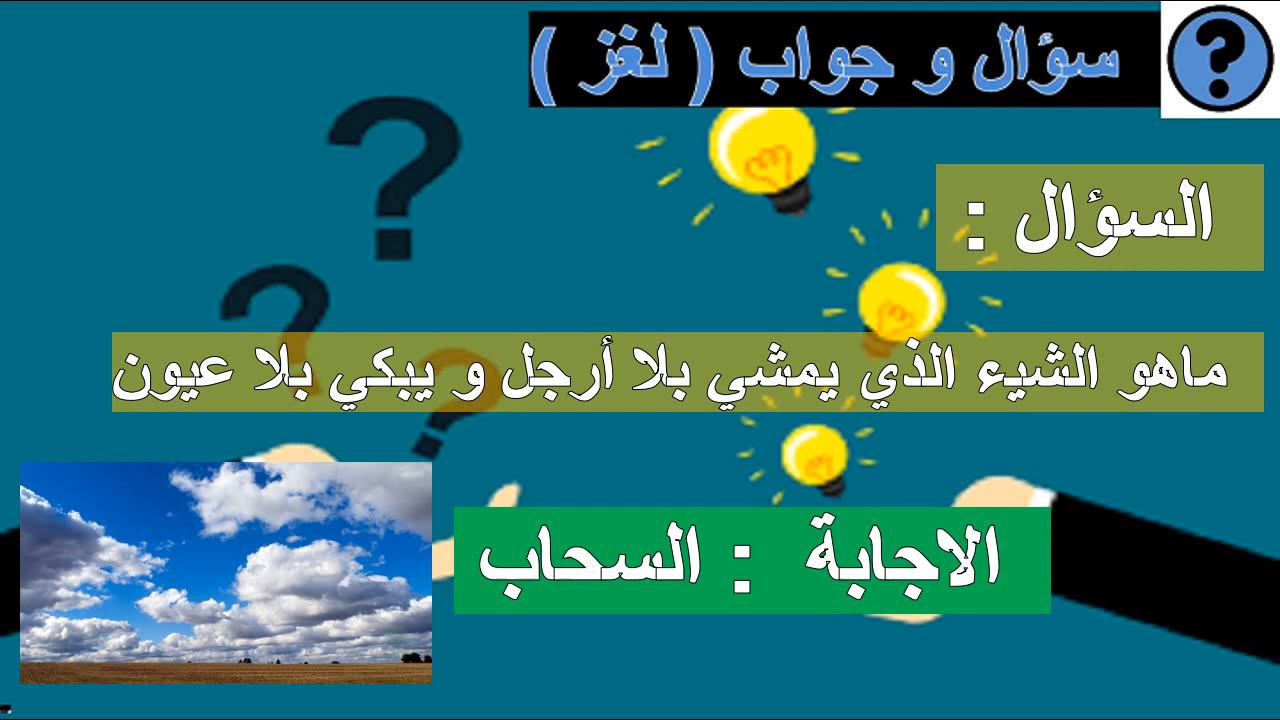 سؤال و جواب ( لغز )
السؤال :
ماهو الشيء الذي يمشي بلا أرجل و يبكي بلا عيون
الاجابة : السحاب